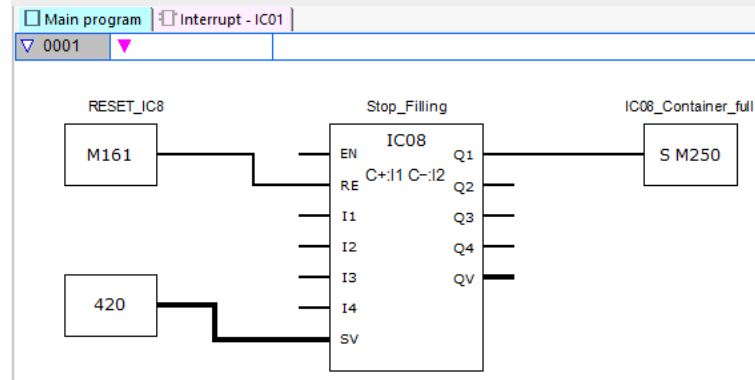 Main program Interrupt - IC01
0001
RESET_IC8 Stop_Filling IC08_Container_full
M161 IC08 S M250
C+:I1 C-:I2
EN Q1
RE Q2
I1 Q3
I2 Q4
I3 QV
I4
420 SV